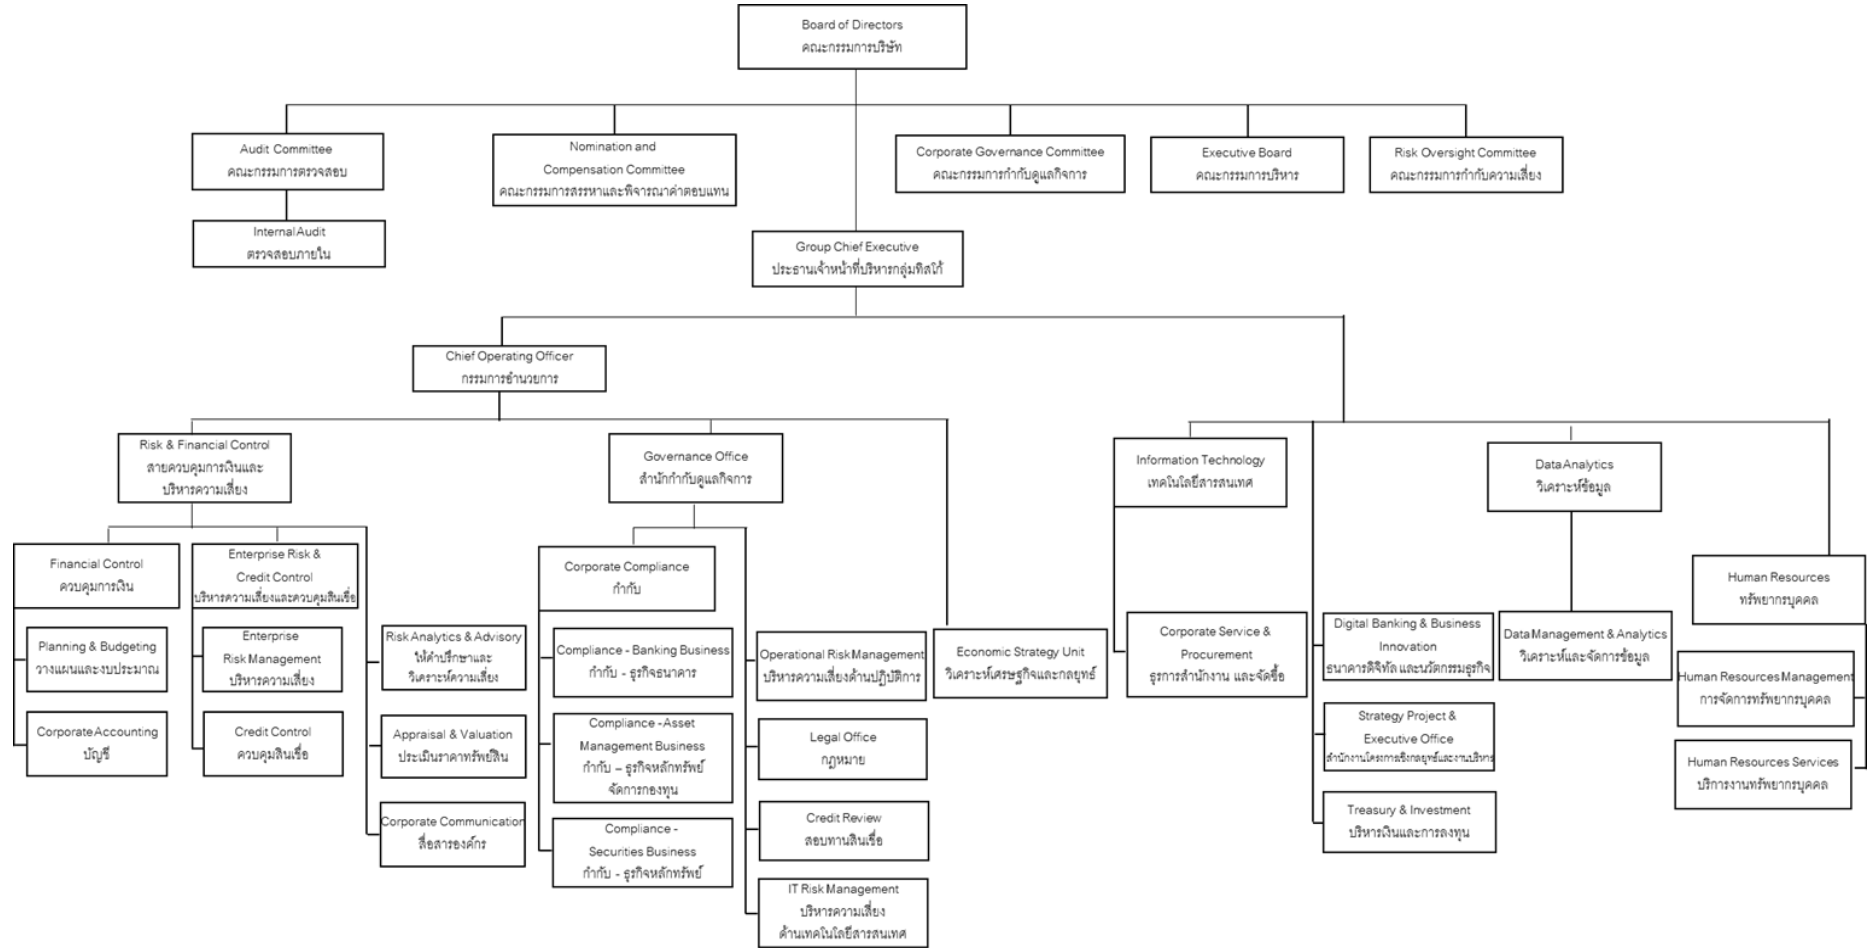 Board of Directors
คณะกรรมการบริษัท
Audit Committee
คณะกรรมการตรวจสอบ
Nomination and
Compensation Committee
คณะกรรมการสรรหาและพิจารณาค่าตอบแทน
Corporate Governance Committee
คณะกรรมการกำกับดูแลกิจการ
Executive Board
คณะกรรมการบริหาร
Risk Oversight Committee
คณะกรรมการกำกับความเสี่ยง
Internal Audit
ตรวจสอบภายใน
Group Chief Executive
ประธานเจ้าหน้าที่บริหารกลุ่มทิสโก้
Chief Operating Officer
กรรมการอำนวยการ
Risk & Financial Control
สายควบคุมการเงินและ
บริหารความเสี่ยง
Governance Office
สำนักกำกับดูแลกิจการ
Information Technology
เทคโนโลยีสารสนเทศ
Data Analytics
วิเคราะห์ข้อมูล
Financial Control
ควบคุมการเงิน
Enterprise Risk &
Credit Control
บริหารความเสี่ยงและควบคุมสินเชื่อ
Corporate Compliance
กำกับ
Human Resources
ทรัพยากรบุคคล
Planning & Budgeting
วางแผนและงบประมาณ
Enterprise
Risk Management
บริหารความเสี่ยง
Risk Analytics & Advisory
ให้คำปรึกษาและ
วิเคราะห์ความเสี่ยง
Compliance - Banking Business
กำกับ - ธุรกิจธนาคาร
Operational Risk Management
บริหารความเสี่ยงด้านปฏิบัติการ
Economic Strategy Unit
วิเคราะห์เศรษฐกิจและกลยุทธ์
Corporate Service &
Procurement
ธุรการสำนักงาน และจัดซื้อ
Digital Banking & Business
Innovation
ธนาคารดิจิทัล และนวัตกรรมธุรกิจ
Data Management & Analytics
วิเคราะห์และจัดการข้อมูล
Human Resources Management
การจัดการทรัพยากรบุคคล
Corporate Accounting
บัญชี
Credit Control
ควบคุมสินเชื่อ
Appraisal & Valuation
ประเมินราคาทรัพย์สิน
Compliance - Asset
Management Business
กำกับ – ธุรกิจหลักทรัพย์
จัดการกองทุน
Legal Office
กฎหมาย
Strategy Project &
Executive Office
สำนักงานโครงการเชิงกลยุทธ์และงานบริหาร
Human Resources Services
บริการงานทรัพยากรบุคคล
Corporate Communication
สื่อสารองค์กร
Compliance -
Securities Business
กำกับ - ธุรกิจหลักทรัพย์
Credit Review
สอบทานสินเชื่อ
Treasury & Investment
บริหารเงินและการลงทุน
IT Risk Management
บริหารความเสี่ยง
ด้านเทคโนโลยีสารสนเทศ